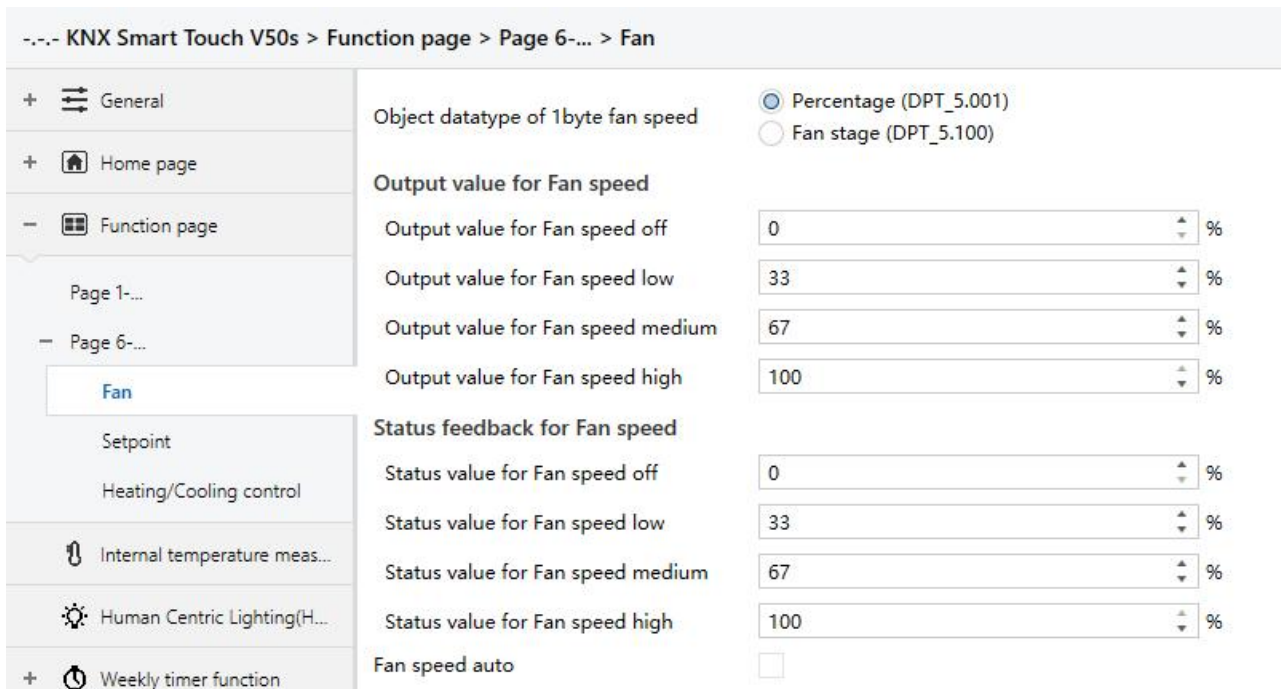 -.-.- KNX Smart Touch V50s > Function page > Page 6-... > Fan
+ General
+ Home page
− Function page
Page 1-...
− Page 6-...
Fan
Setpoint
Heating/Cooling control
Internal temperature meas...
Human Centric Lighting(H...
+ Weekly timer function
Object datatype of 1byte fan speed
Percentage (DPT_5.001)
Fan stage (DPT_5.100)
Output value for Fan speed
Output value for Fan speed off 0 %
Output value for Fan speed low 33 %
Output value for Fan speed medium 67 %
Output value for Fan speed high 100 %
Status feedback for Fan speed
Status value for Fan speed off 0 %
Status value for Fan speed low 33 %
Status value for Fan speed medium 67 %
Status value for Fan speed high 100 %
Fan speed auto